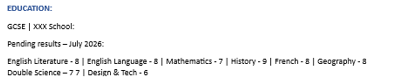 EDUCATION:
GCSE | XXX School:
Pending results – July 2026:
English Literature - 8 | English Language - 8 | Mathematics - 7 | History - 9 | French - 8 | Geography - 8
Double Science – 7 7 | Design & Tech - 6